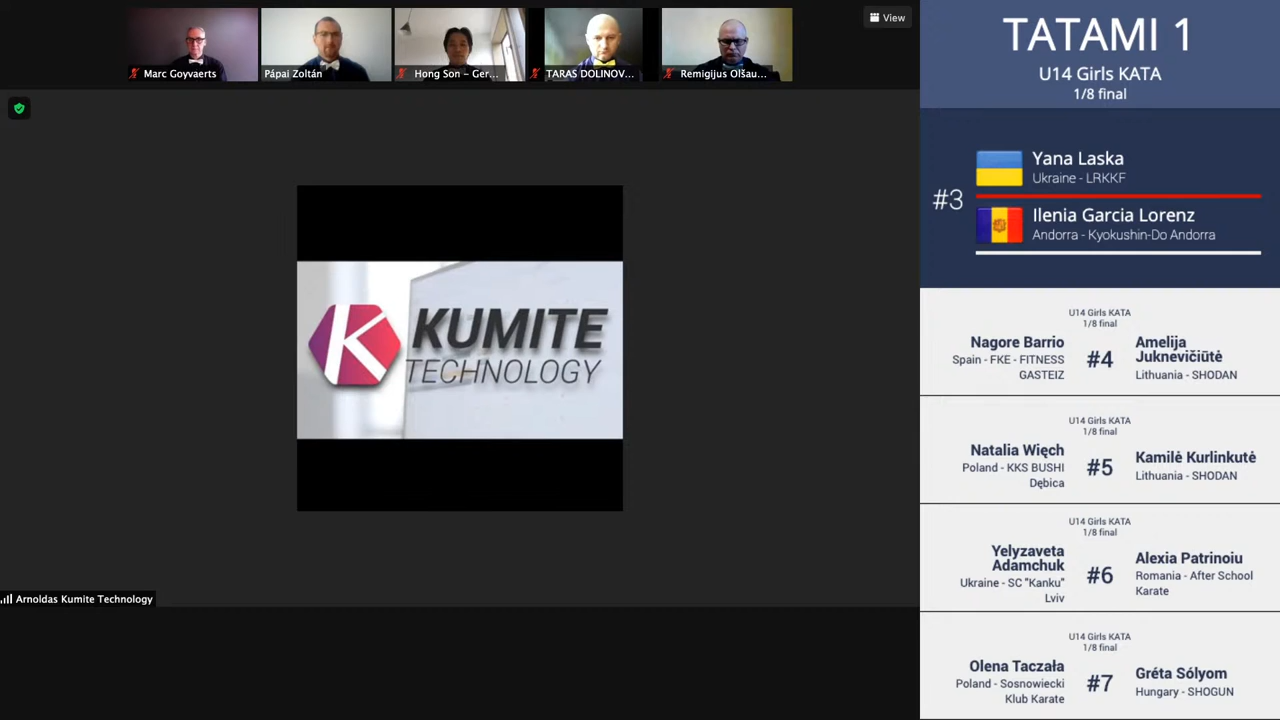 View
Marc Goyvaerts
Pápai Zoltán
Hong Son – Ger...
TARAS DOLINOV...
Remigijus Olšau...
K KUMITE
TECHNOLOGY
Arnoldas Kumite Technology
TATAMI 1
U14 Girls KATA
1/8 final
#3
Yana Laska
Ukraine - LRKKF
Ilenia Garcia Lorenz
Andorra - Kyokushin-Do Andorra
U14 Girls KATA
1/8 final
Nagore Barrio
Spain - FKE - FITNESS
GASTEIZ
#4
Amelija
Juknevičiūtė
Lithuania - SHODAN
U14 Girls KATA
1/8 final
Natalia Więch
Poland - KKS BUSHI
Dębica
#5
Kamilė Kurlinkutė
Lithuania - SHODAN
U14 Girls KATA
1/8 final
Yelyzaveta
Adamchuk
Ukraine - SC "Kanku"
Lviv
#6
Alexia Patrinoiu
Romania - After School
Karate
U14 Girls KATA
1/8 final
Olena Taczała
Poland - Sosnowiecki
Klub Karate
#7
Gréta Sólyom
Hungary - SHOGUN